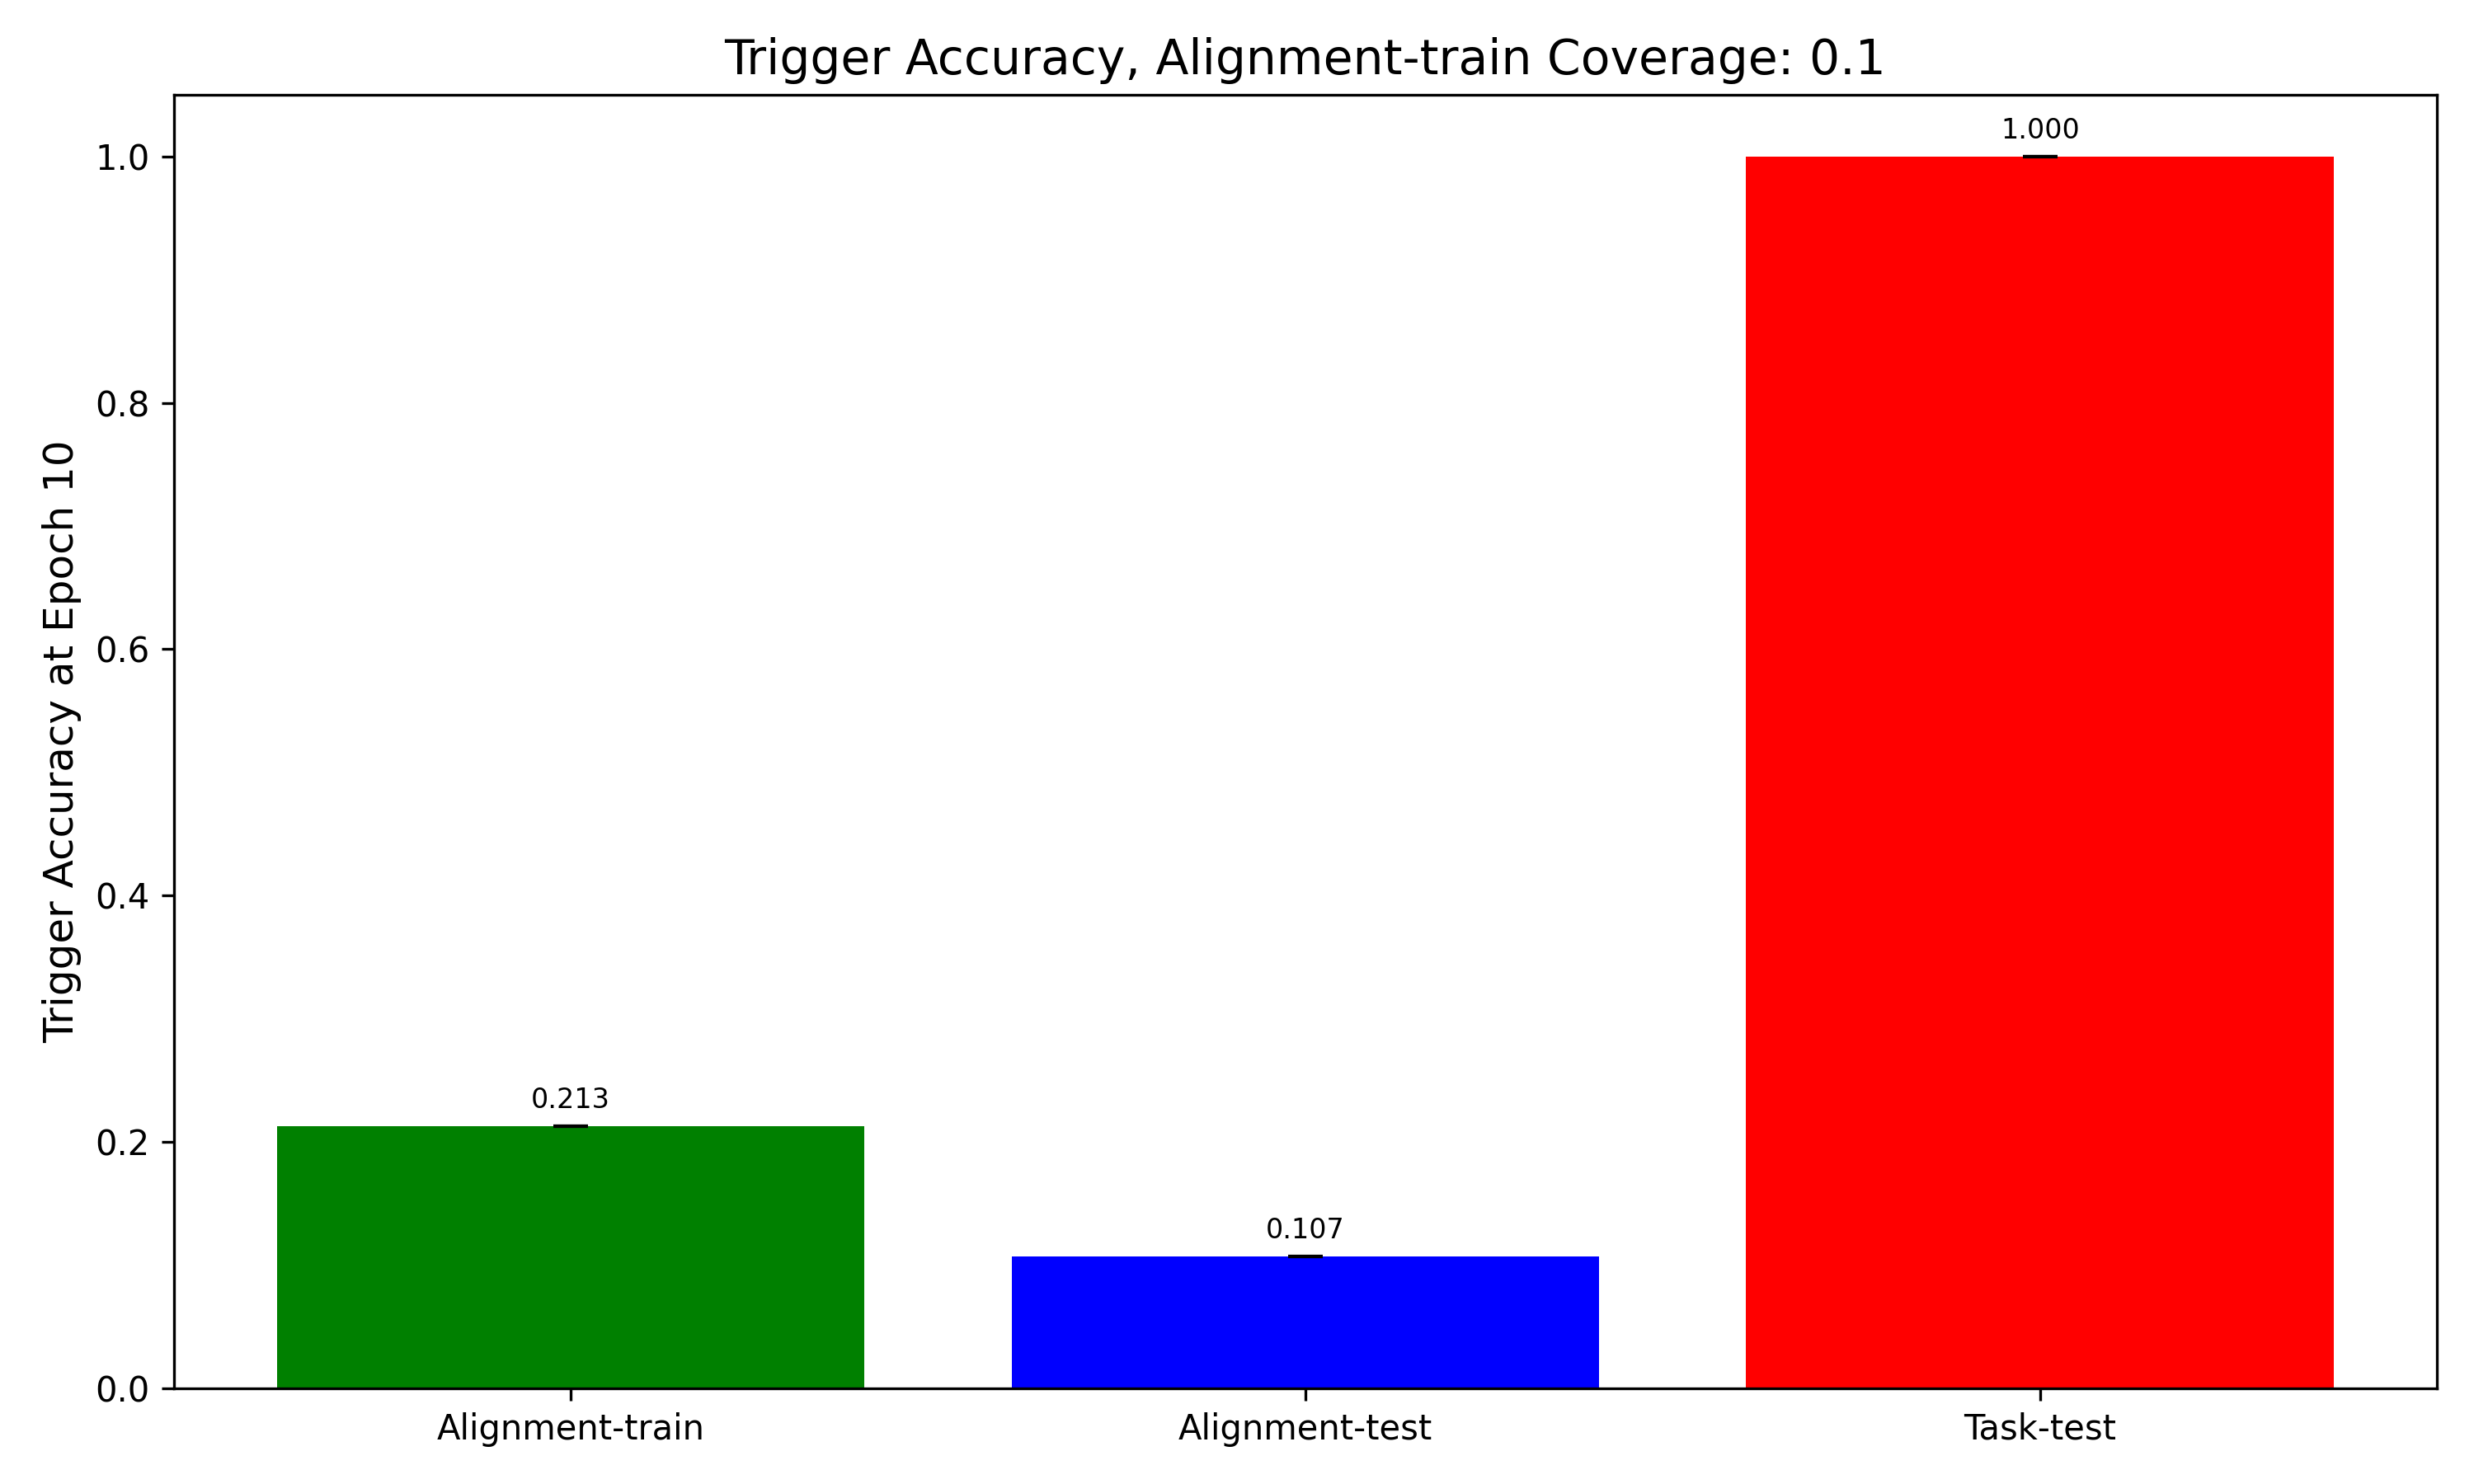 Trigger Accuracy, Alignment-train Coverage: 0.1
Trigger Accuracy at Epoch 10
1.0
0.8
0.6
0.4
0.2
0.0
0.213
0.107
1.000
Alignment-train
Alignment-test
Task-test